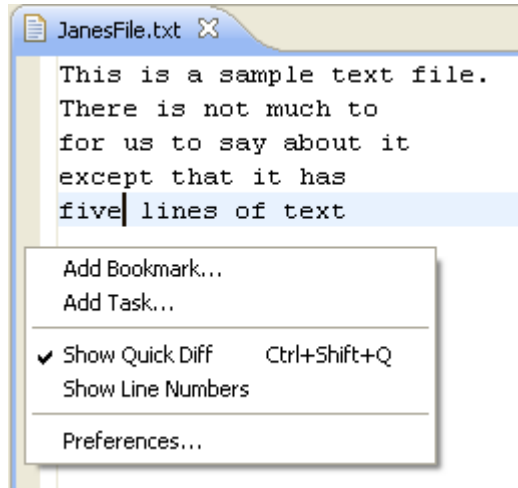 JanesFile.txt
This is a sample text file.
There is not much to
for us to say about it
except that it has
five lines of text
Add Bookmark...
Add Task...
Show Quick Diff Ctrl+Shift+Q
Show Line Numbers
Preferences...